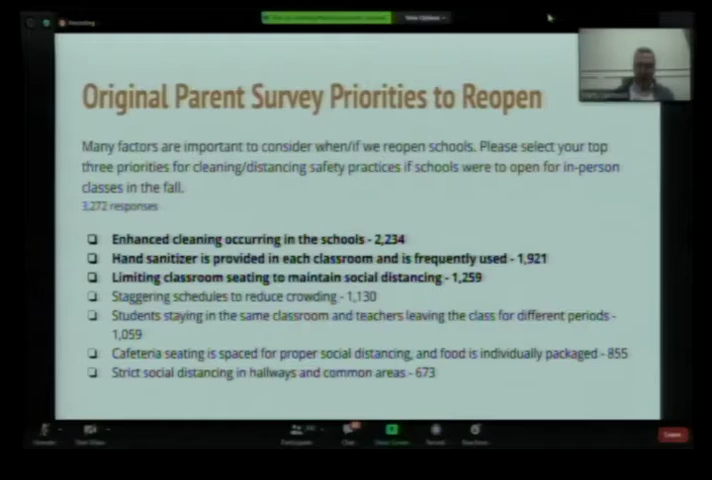 Recording
View Options
Original Parent Survey Priorities to Reopen
Many factors are important to consider when/if we reopen schools. Please select your top
three priorities for cleaning/distancing safety practices if schools were to open for in-person
classes in the fall.
3,272 responses
❑ Enhanced cleaning occurring in the schools - 2,234
❑ Hand sanitizer is provided in each classroom and is frequently used - 1,921
❑ Limiting classroom seating to maintain social distancing - 1,259
❑ Staggering schedules to reduce crowding - 1,130
❑ Students staying in the same classroom and teachers leaving the class for different periods -
1,059
❑ Cafeteria seating is spaced for proper social distancing, and food is individually packaged - 855
❑ Strict social distancing in hallways and common areas - 673
Participants
Chat
Leave